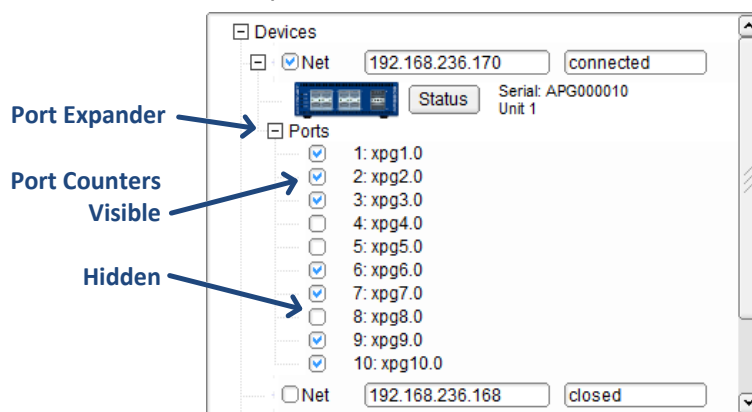 Devices
Net 192.168.236.170 connected
Status Serial: APG000010
Unit 1
Port Expander
Ports
1: xpg1.0
Port Counters
Visible
2: xpg2.0
3: xpg3.0
4: xpg4.0
5: xpg5.0
Hidden
6: xpg6.0
7: xpg7.0
8: xpg8.0
9: xpg9.0
10: xpg10.0
Net 192.168.236.168 closed